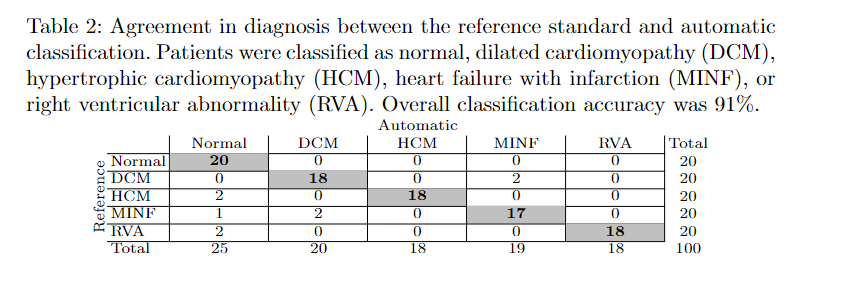 Table 2: Agreement in diagnosis between the reference standard and automatic
classification. Patients were classified as normal, dilated cardiomyopathy (DCM),
hypertrophic cardiomyopathy (HCM), heart failure with infarction (MINF), or
right ventricular abnormality (RVA). Overall classification accuracy was 91%.
Automatic
Normal DCM HCM MINF RVA Total
Reference
Normal 20 0 0 0 0 20
DCM 0 18 0 2 0 20
HCM 2 0 18 0 0 20
MINF 1 2 0 17 0 20
RVA 2 0 0 0 18 20
Total 25 20 18 19 18 100